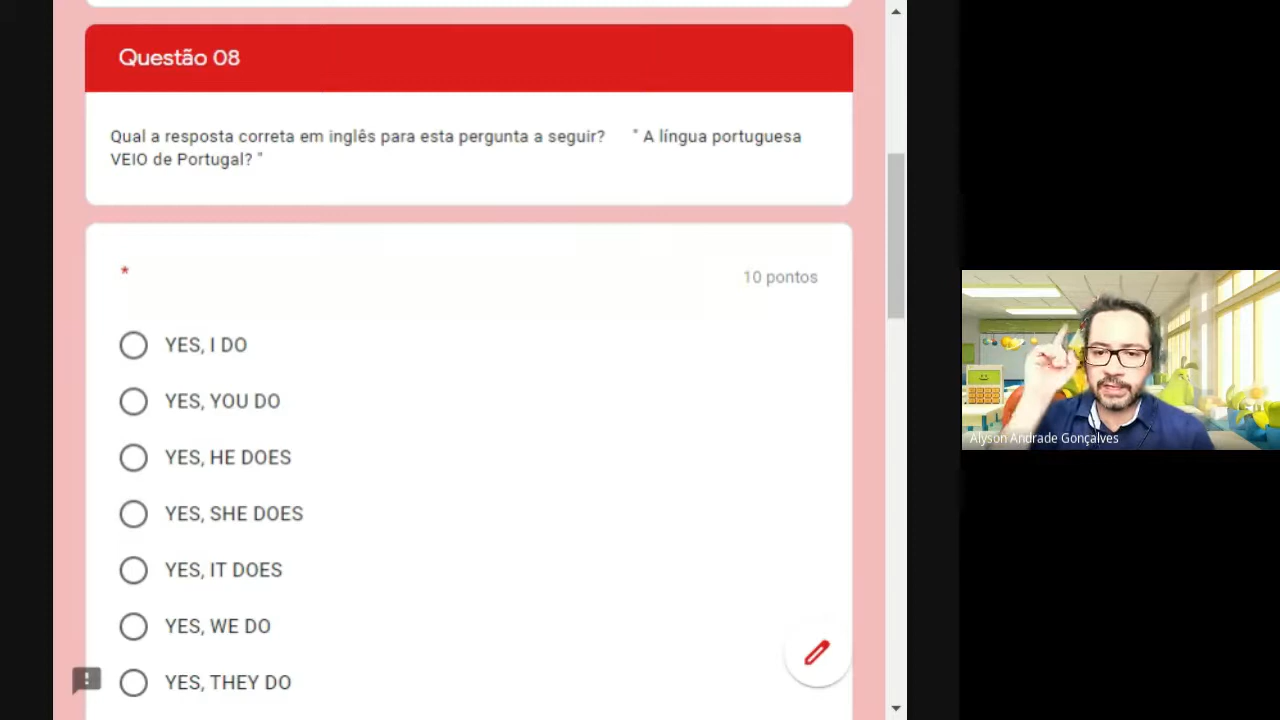 Questão 08
Qual a resposta correta em inglês para esta pergunta a seguir? " A língua portuguesa
VEIO de Portugal? "
*
10 pontos
YES, I DO
YES, YOU DO
YES, HE DOES
YES, SHE DOES
YES, IT DOES
YES, WE DO
YES, THEY DO
Alyson Andrade Gonçalves